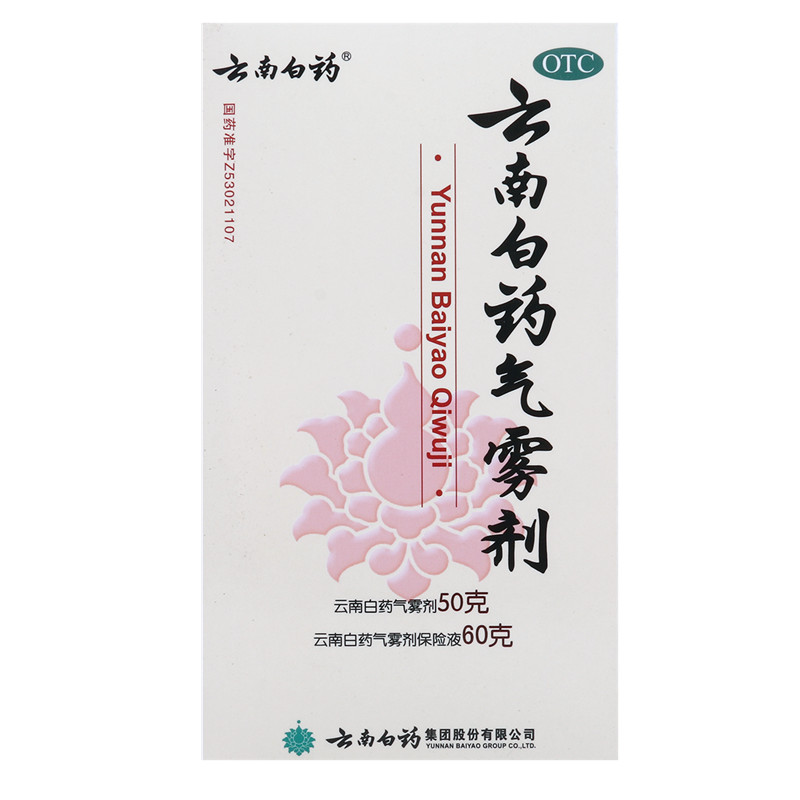 云南白药®
OTC
国药准字Z53021107
云南白药气雾剂
• Yunnan Baiyao Qiwuji •
云南白药气雾剂50克
云南白药气雾剂保险液60克
云南白药 集团股份有限公司
YUNNAN BAIYAO GROUP CO.,LTD.